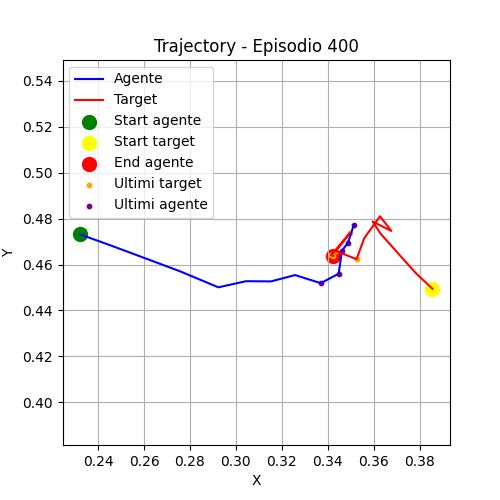 Trajectory - Episodio 400
Agente
Target
Start agente
Start target
End agente
Ultimi target
Ultimi agente
0.54
0.52
0.50
0.48
0.46
0.44
0.42
0.40
Y
0.24 0.26 0.28 0.30 0.32 0.34 0.36 0.38
X